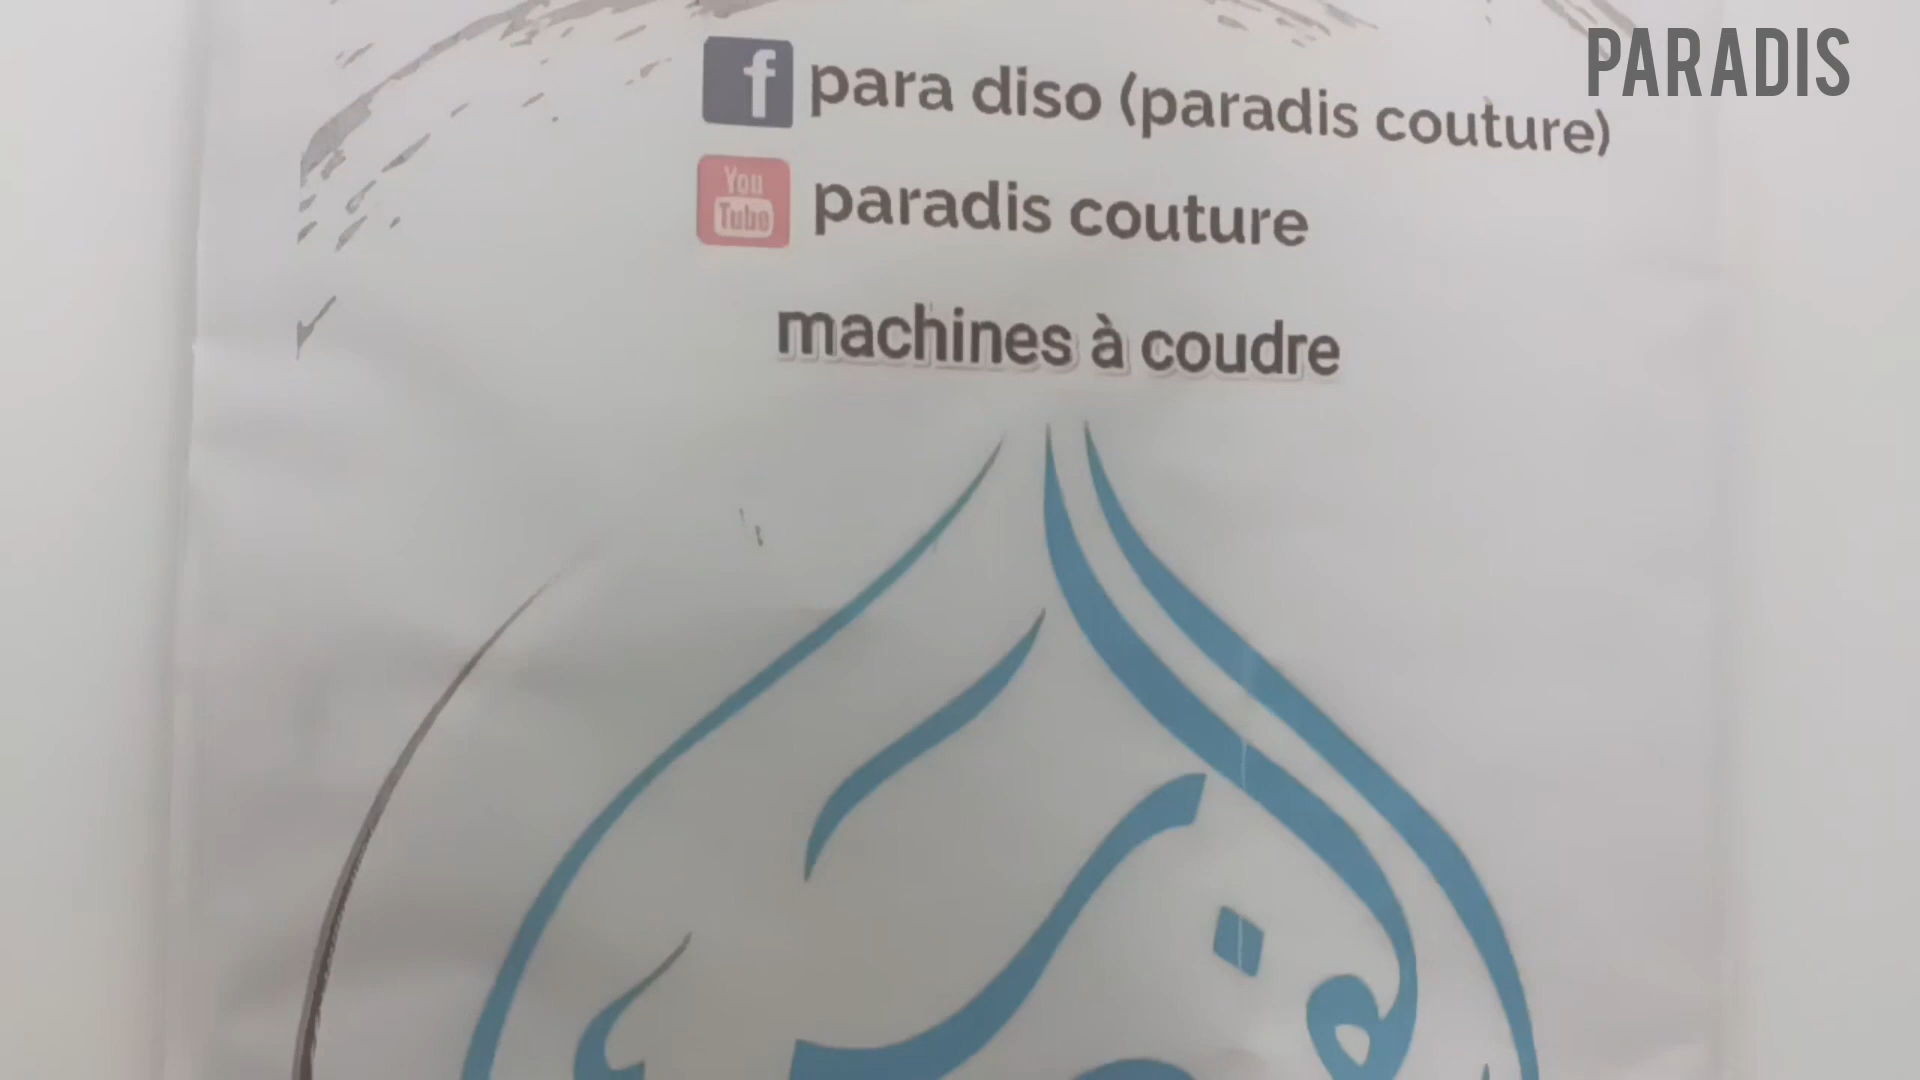 PARADIS
f para diso (paradis couture)
You Tube paradis couture
machines à coudre